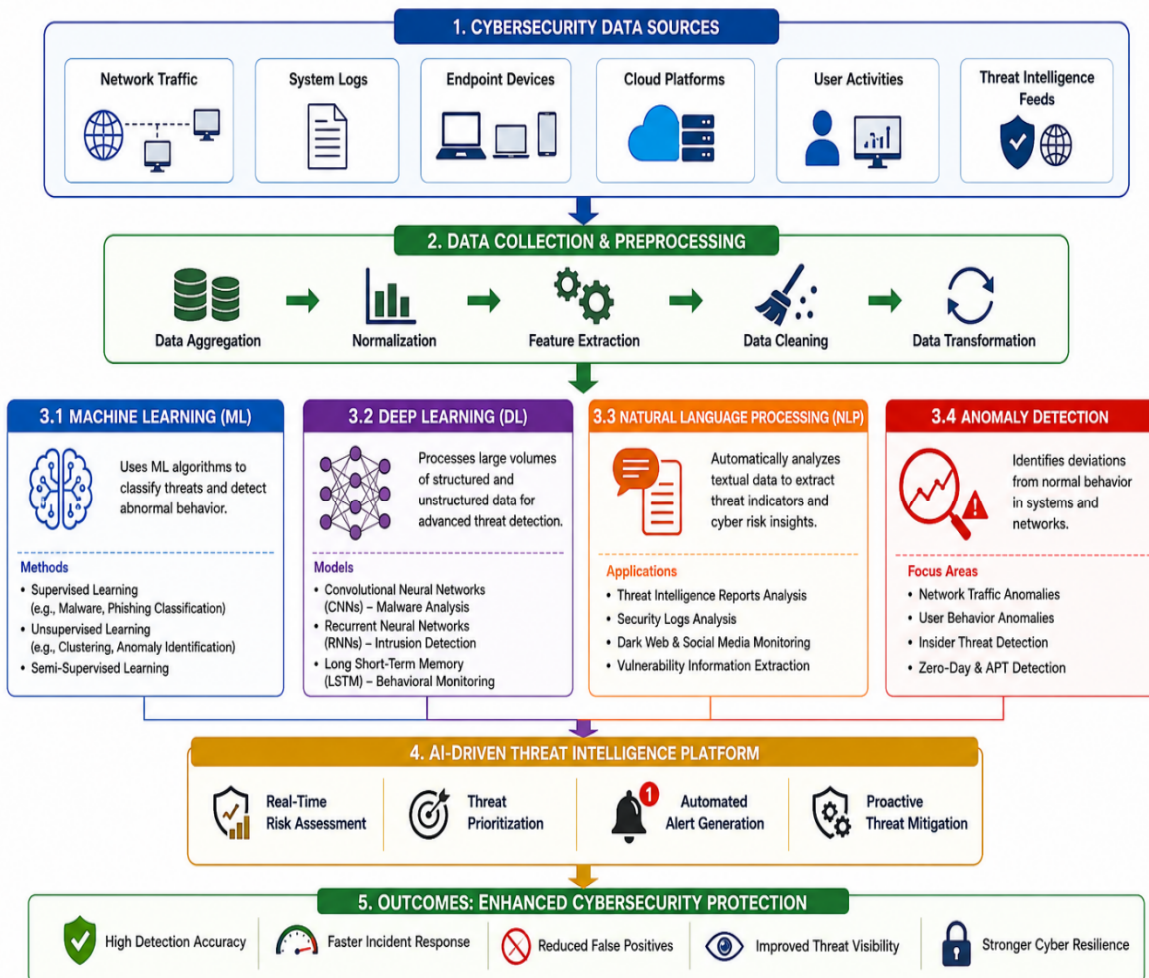 1. CYBERSECURITY DATA SOURCES
Network Traffic
System Logs
Endpoint Devices
Cloud Platforms
User Activities
Threat Intelligence
Feeds
2. DATA COLLECTION & PREPROCESSING
Data Aggregation
Normalization
Feature Extraction
Data Cleaning
Data Transformation
3.1 MACHINE LEARNING (ML)
Uses ML algorithms to
classify threats and detect
abnormal behavior.
Methods
• Supervised Learning
(e.g., Malware, Phishing Classification)
• Unsupervised Learning
(e.g., Clustering, Anomaly Identification)
• Semi-Supervised Learning
3.2 DEEP LEARNING (DL)
Processes large volumes
of structured and
unstructured data for
advanced threat detection.
Models
• Convolutional Neural Networks
(CNNs) – Malware Analysis
• Recurrent Neural Networks
(RNNs) – Intrusion Detection
• Long Short-Term Memory
(LSTM) – Behavioral Monitoring
3.3 NATURAL LANGUAGE PROCESSING (NLP)
Automatically analyzes
textual data to extract
threat indicators and
cyber risk insights.
Applications
• Threat Intelligence Reports Analysis
• Security Logs Analysis
• Dark Web & Social Media Monitoring
• Vulnerability Information Extraction
3.4 ANOMALY DETECTION
Identifies deviations
from normal behavior
in systems and
networks.
Focus Areas
• Network Traffic Anomalies
• User Behavior Anomalies
• Insider Threat Detection
• Zero-Day & APT Detection
4. AI-DRIVEN THREAT INTELLIGENCE PLATFORM
Real-Time
Risk Assessment
Threat
Prioritization
1
Automated
Alert Generation
Proactive
Threat Mitigation
5. OUTCOMES: ENHANCED CYBERSECURITY PROTECTION
High Detection Accuracy
Faster Incident Response
Reduced False Positives
Improved Threat Visibility
Stronger Cyber Resilience